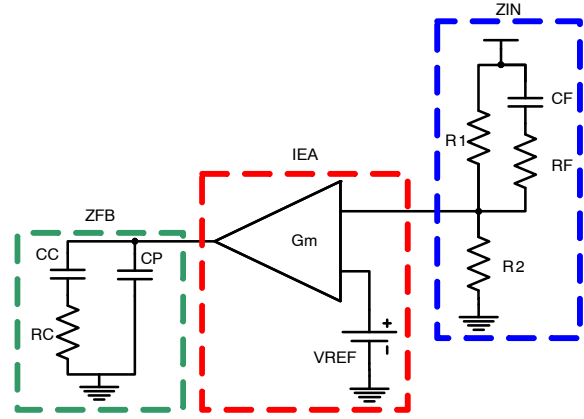 ZIN
CF
R1
RF
IEA
Gm
ZFB
CC
CP
R2
RC
VREF
+
-